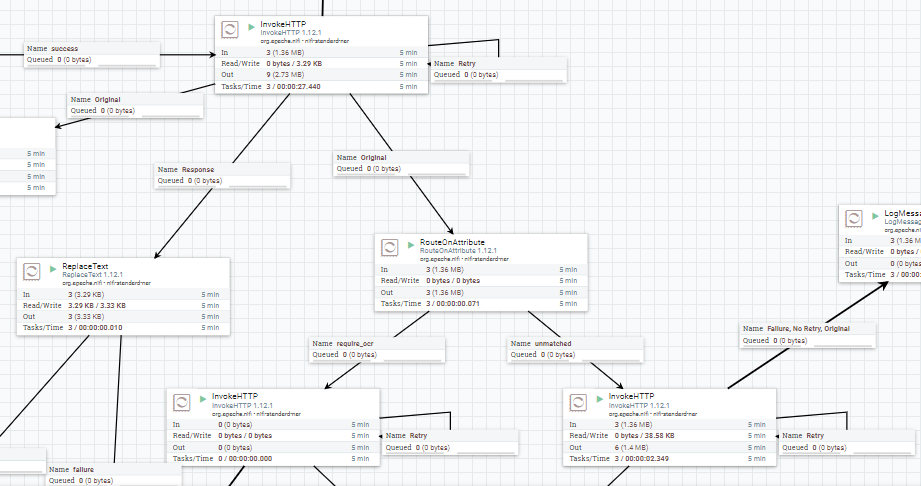 InvokeHTTP
InvokeHTTP 1.12.1
org.apache.nifi - nifi-standard-nar
In 3 (1.36 MB) 5 min
Read/Write 0 bytes / 3.29 KB 5 min
Out 9 (2.73 MB) 5 min
Tasks/Time 3 / 00:00:27.440 5 min
Name success
Queued 0 (0 bytes)
Name Retry
Queued 0 (0 bytes)
Name Original
Queued 0 (0 bytes)
5 min
5 min
5 min
5 min
Name Response
Queued 0 (0 bytes)
Name Original
Queued 0 (0 bytes)
LogMessa
LogMessag
org.apache.nif
In 3 (1.36 M
Read/Write 0 bytes /
Out 0 (0 bytes
Tasks/Time 3 / 00:00:
RouteOnAttribute
RouteOnAttribute 1.12.1
org.apache.nifi - nifi-standard-nar
In 3 (1.36 MB) 5 min
Read/Write 0 bytes / 0 bytes 5 min
Out 3 (1.36 MB) 5 min
Tasks/Time 3 / 00:00:00.071 5 min
ReplaceText
ReplaceText 1.12.1
org.apache.nifi - nifi-standard-nar
In 3 (3.29 KB) 5 min
Read/Write 3.29 KB / 3.33 KB 5 min
Out 3 (3.33 KB) 5 min
Tasks/Time 3 / 00:00:00.010 5 min
Name require_ocr
Queued 0 (0 bytes)
Name unmatched
Queued 0 (0 bytes)
Name Failure, No Retry, Original
Queued 0 (0 bytes)
InvokeHTTP
InvokeHTTP 1.12.1
org.apache.nifi - nifi-standard-nar
In 0 (0 bytes) 5 min
Read/Write 0 bytes / 0 bytes 5 min
Out 0 (0 bytes) 5 min
Tasks/Time 0 / 00:00:00.000 5 min
Name Retry
Queued 0 (0 bytes)
InvokeHTTP
InvokeHTTP 1.12.1
org.apache.nifi - nifi-standard-nar
In 3 (1.36 MB) 5 min
Read/Write 0 bytes / 38.58 KB 5 min
Out 6 (1.4 MB) 5 min
Tasks/Time 3 / 00:00:02.349 5 min
Name Retry
Queued 0 (0 bytes)
Name failure
Queued 0 (0 bytes)